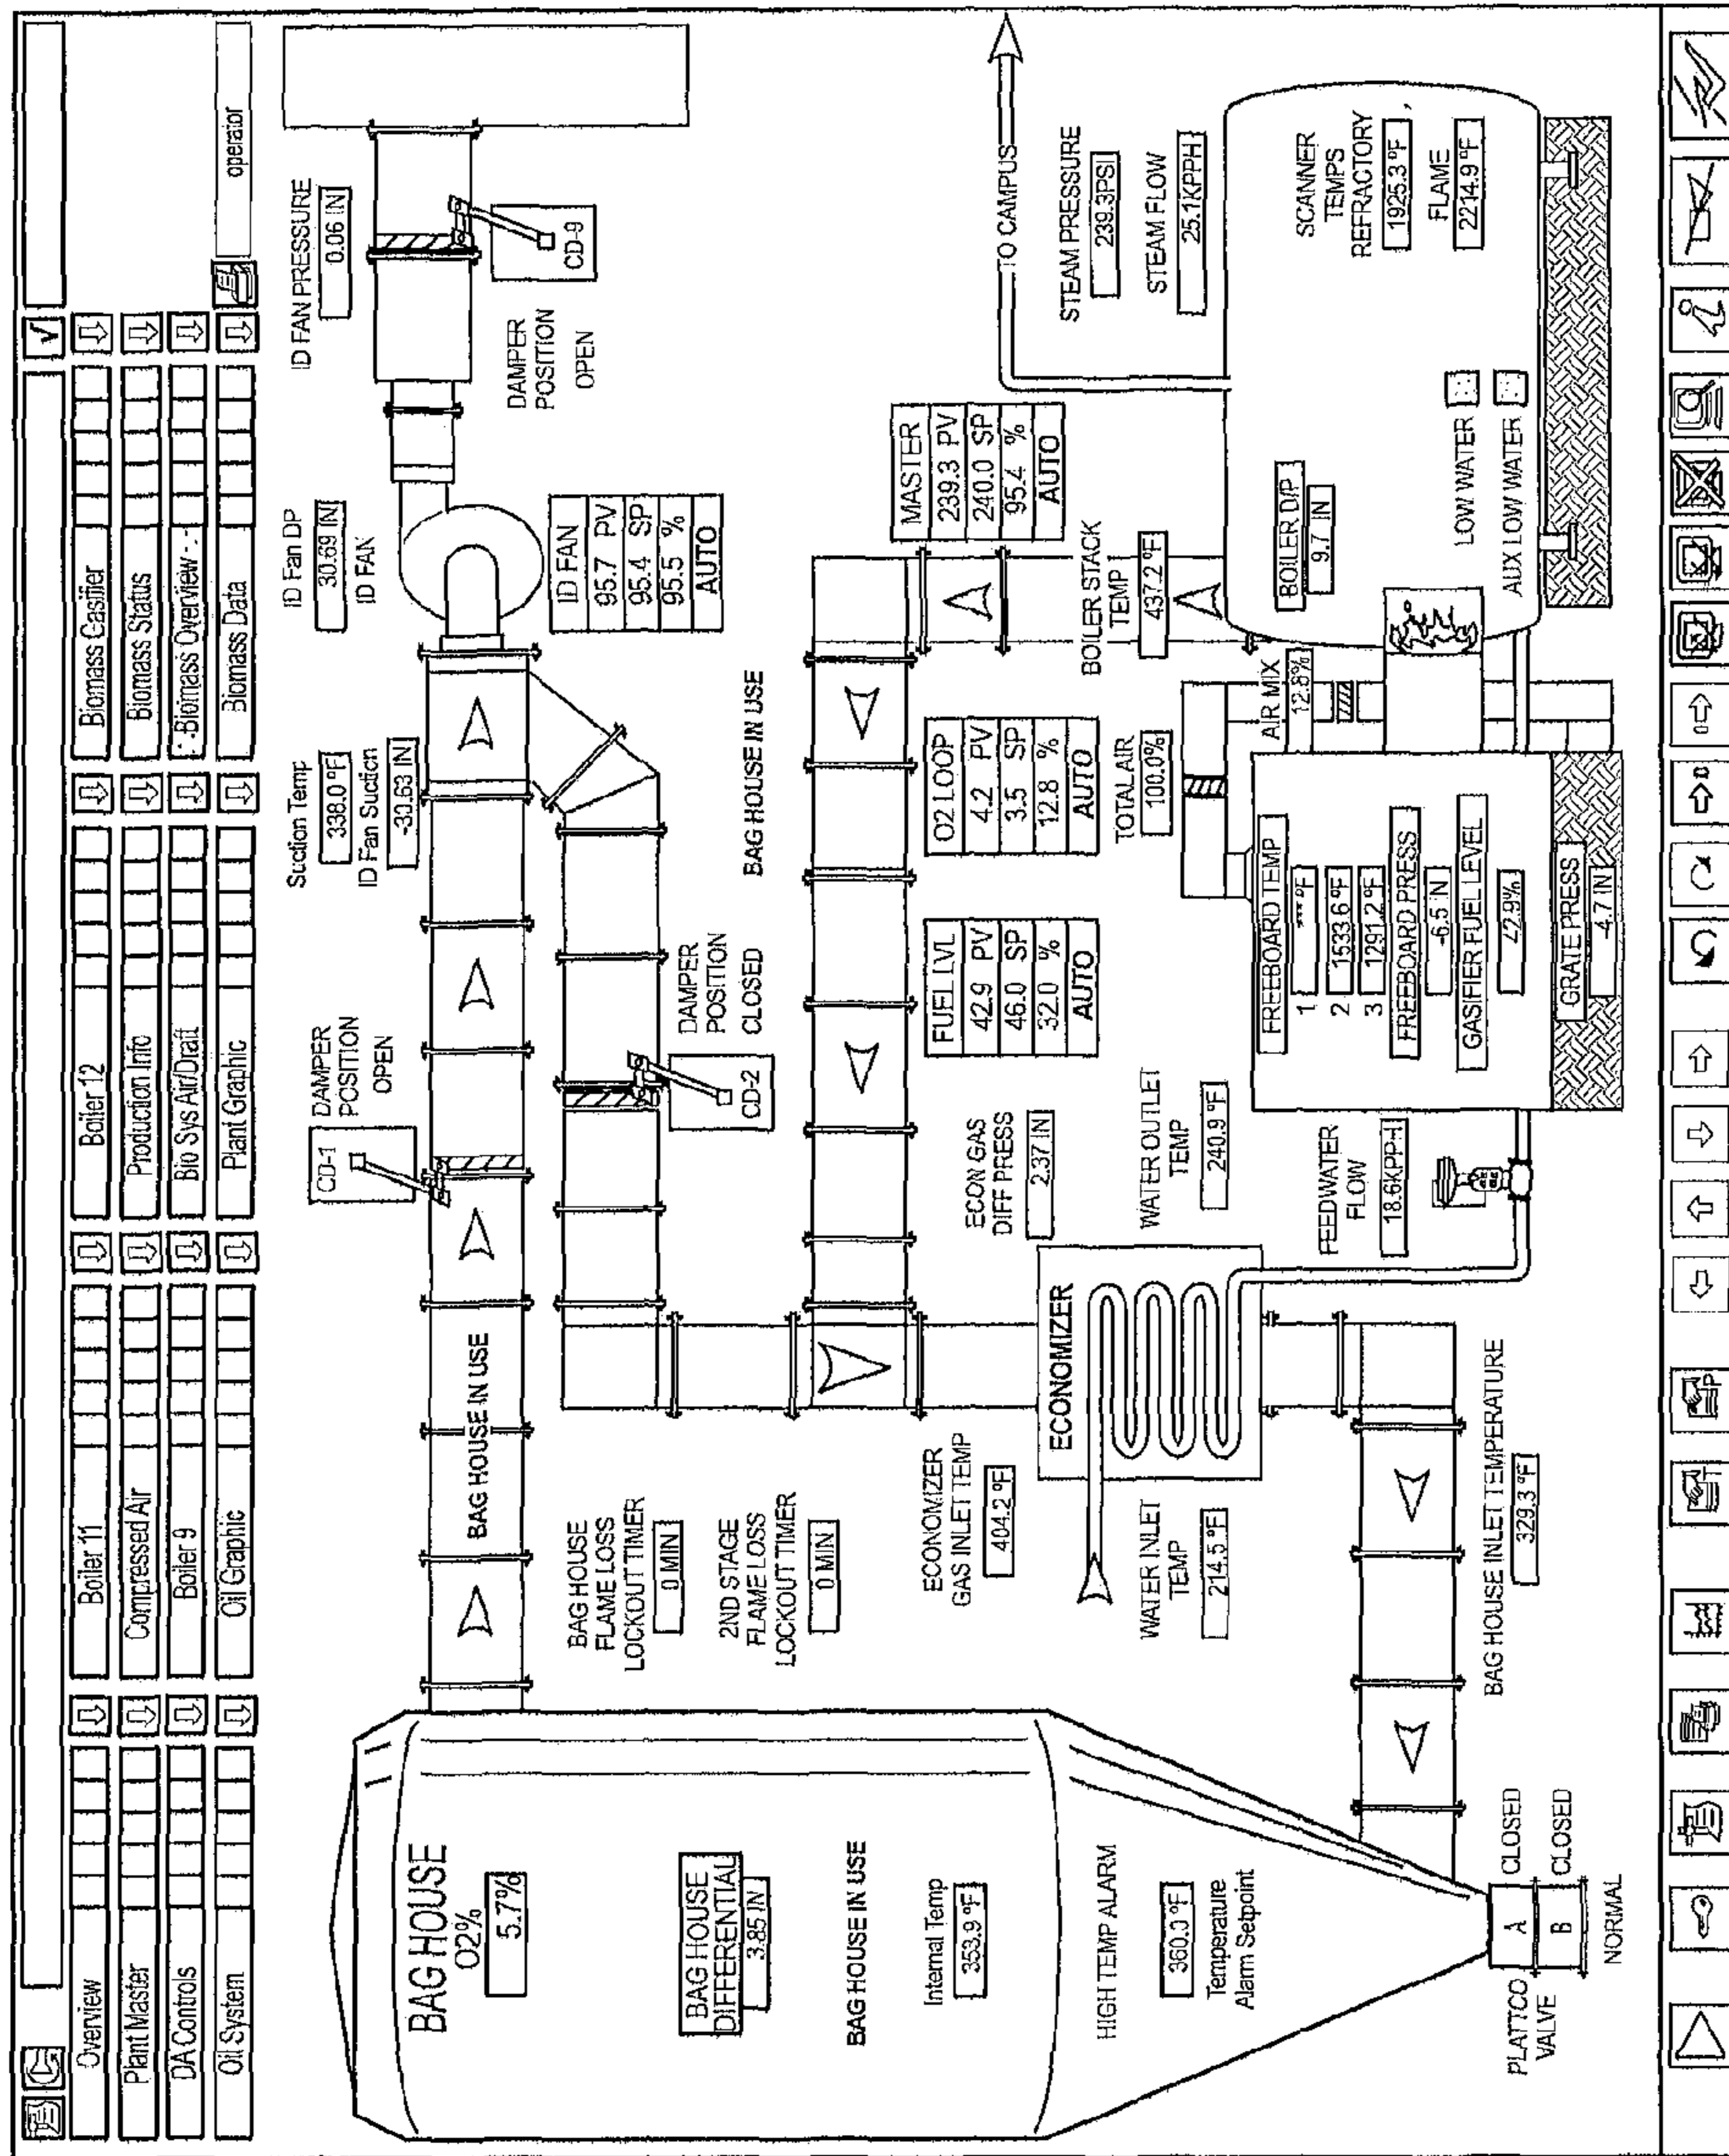 Overview
Boiler 11
Boiler 12
Biomass Gasifier
Plant Master
Compressed Air
Production Info
Biomass Status
DA Controls
Boiler 9
Bio Sys Air/Draft
-Biomass Overview-
Oil System
Oil Graphic
Plant Graphic
Biomass Data
operator
BAG HOUSE
O2%
5.7%
BAG HOUSE
DIFFERENTIAL
3.85 IN
BAG HOUSE IN USE
Internal Temp
353.9 °F
HIGH TEMP ALARM
360.0 °F
Temperature
Alarm Setpoint
PLATTCO
VALVE
A
B
CLOSED
CLOSED
NORMAL
BAG HOUSE IN USE
CD-1
DAMPER
POSITION
OPEN
Suction Temp
338.0 °F
ID Fan Suction
-30.63 IN
ID Fan DP
30.69 IN
ID FAN
ID FAN PRESSURE
0.06 IN
DAMPER
POSITION
OPEN
CD-9
ID FAN
95.7 PV
95.4 SP
95.5 %
AUTO
BAG HOUSE
FLAME LOSS
LOCKOUT TIMER
0 MIN
2ND STAGE
FLAME LOSS
LOCKOUT TIMER
0 MIN
CD-2
DAMPER
POSITION
CLOSED
BAG HOUSE IN USE
ECONOMIZER
GAS INLET TEMP
404.2 °F
ECONOMIZER
ECON GAS
DIFF PRESS
2.37 IN
WATER INLET
TEMP
214.5 °F
WATER OUTLET
TEMP
240.9 °F
FEEDWATER
FLOW
18.6KPPH
BAG HOUSE INLET TEMPERATURE
329.3 °F
FUEL LVL
42.9 PV
46.0 SP
32.0 %
AUTO
O2 LOOP
4.2 PV
3.5 SP
12.8 %
AUTO
MASTER
239.3 PV
240.0 SP
95.4 %
AUTO
TOTAL AIR
100.0%
BOILER STACK
TEMP
437.2 °F
AIR MIX
12.8%
FREEBOARD TEMP
1 *** °F
2 1533.6 °F
3 1291.2 °F
FREEBOARD PRESS
-6.5 IN
GASIFIER FUEL LEVEL
42.9%
GRATE PRESS
-4.7 IN
TO CAMPUS
STEAM PRESSURE
239.3PSI
STEAM FLOW
25.1KPPH
BOILER D/P
9.7 IN
SCANNER
TEMPS
REFRACTORY
1925.3 °F
FLAME
2214.9 °F
LOW WATER
AUX LOW WATER